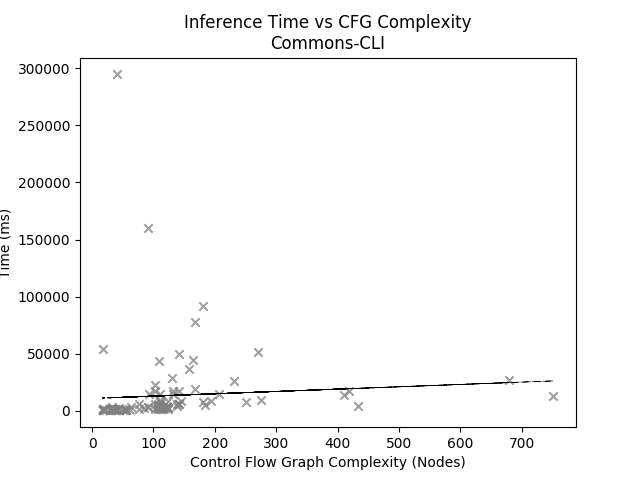 Inference Time vs CFG Complexity
Commons-CLI
300000
250000
200000
150000
100000
50000
0
Time (ms)
0 100 200 300 400 500 600 700
Control Flow Graph Complexity (Nodes)